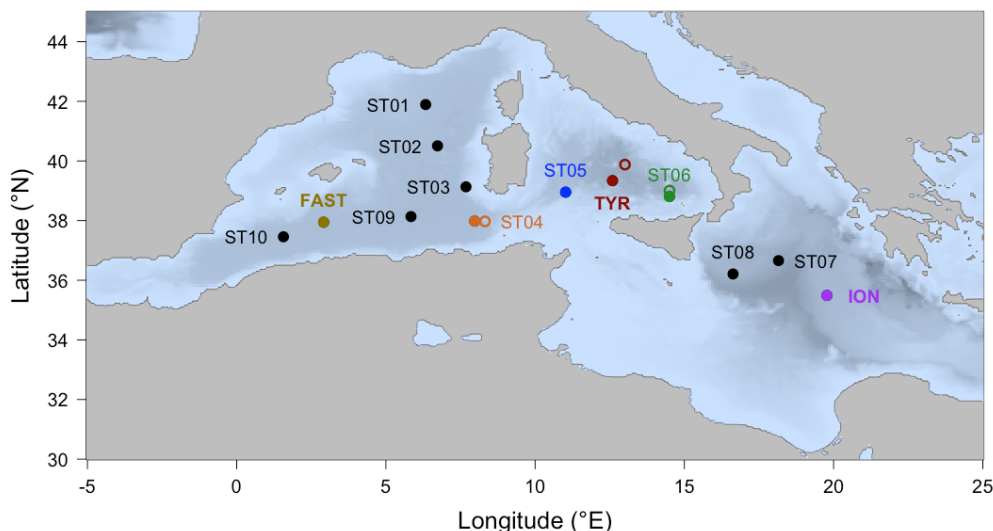 44
42
40
38
36
34
32
30
Latitude (°N)
ST01
ST02
ST03
FAST
ST09
ST10
ST04
ST05
TYR
ST06
ST08
ST07
ION
-5
0
5
10
15
20
25
Longitude (°E)